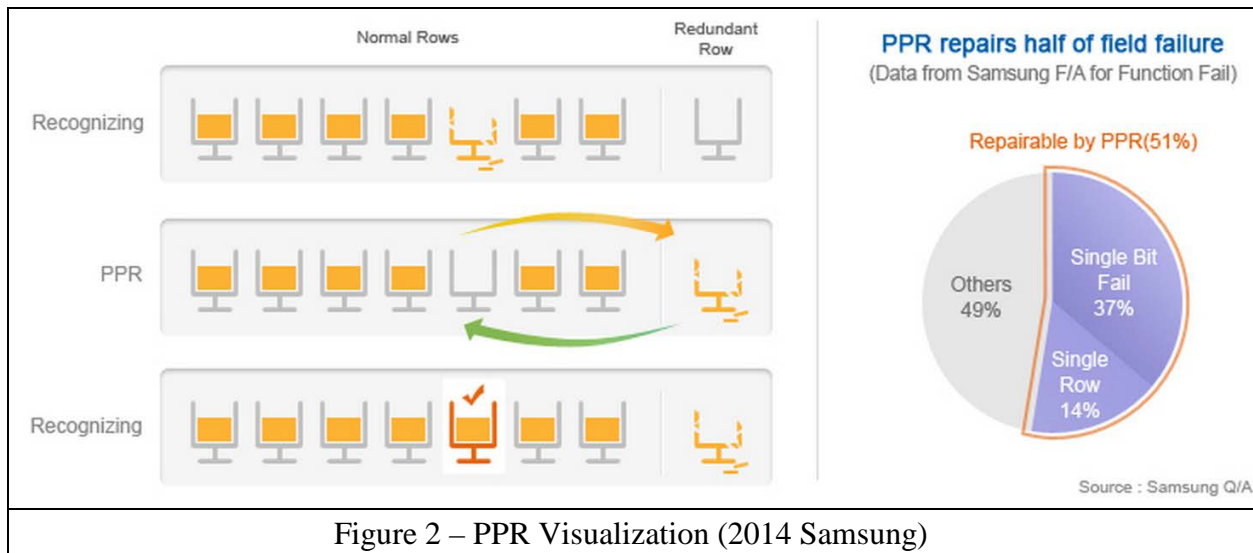 Normal Rows
Redundant
Row
Recognizing
PPR
Recognizing
PPR repairs half of field failure
(Data from Samsung F/A for Function Fail)
Repairable by PPR(51%)
Single Bit
Fail
37%
Others
49%
Single
Row
14%
Source : Samsung Q/A
Figure 2 – PPR Visualization (2014 Samsung)